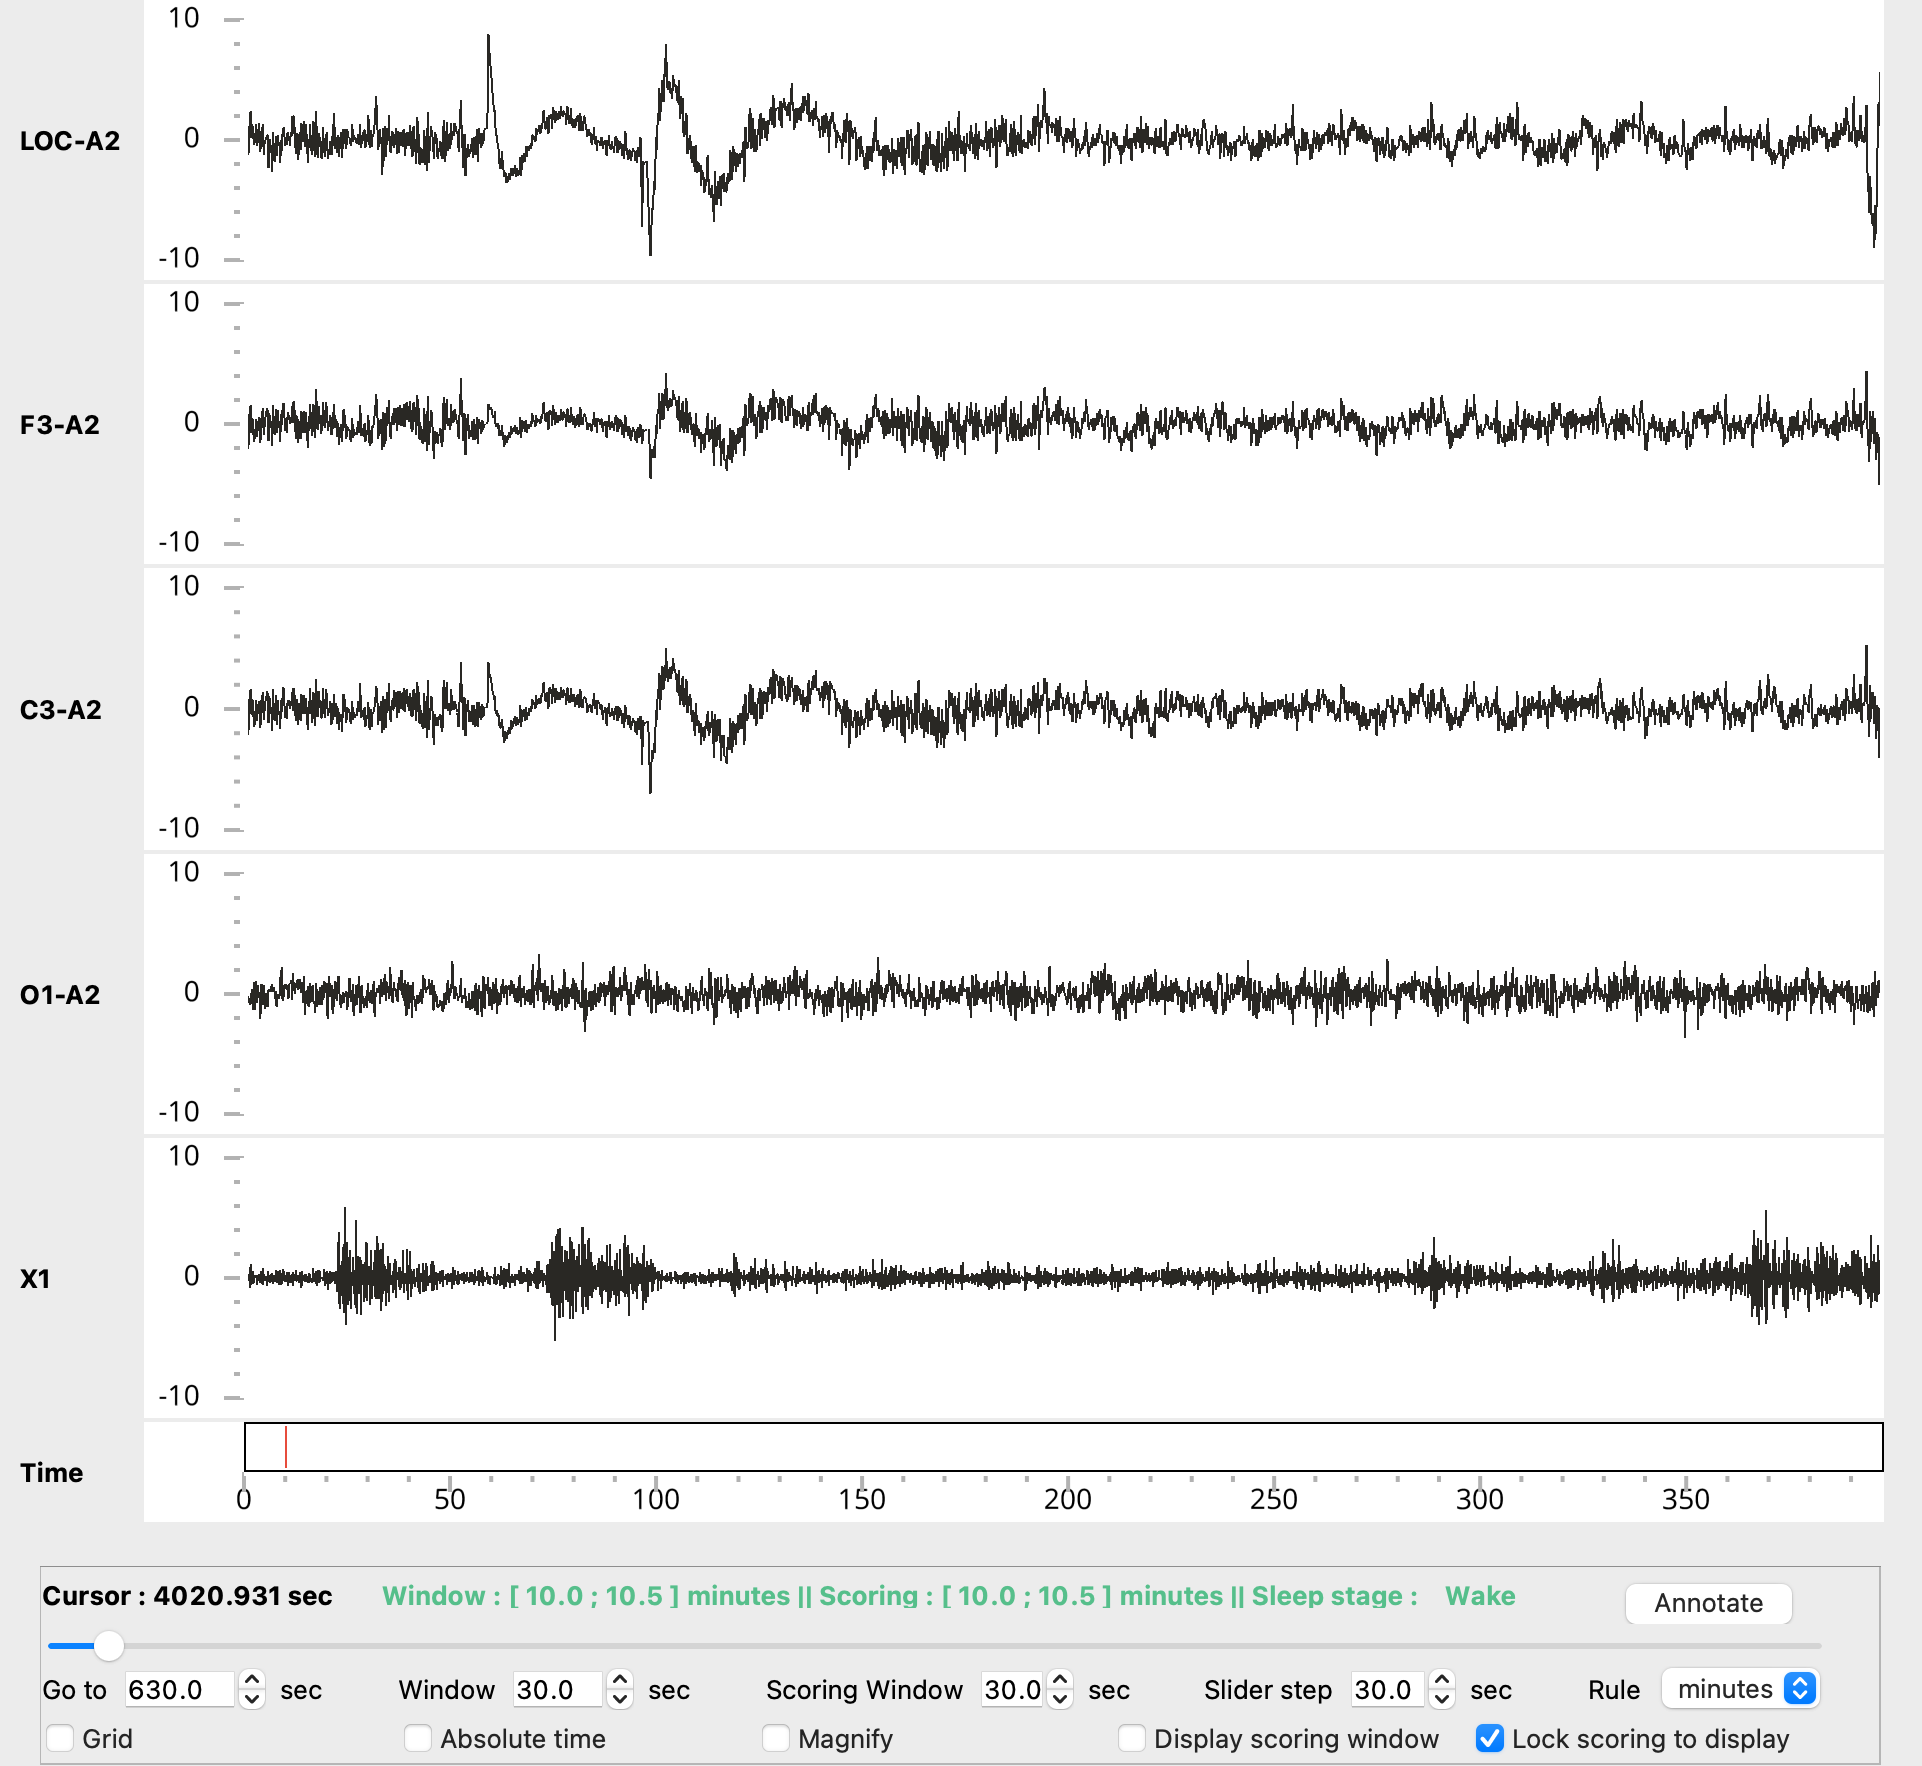 10
LOC-A2 0
-10
10
F3-A2 0
-10
10
C3-A2 0
-10
10
O1-A2 0
-10
10
X1 0
-10
Time
0 50 100 150 200 250 300 350
Cursor : 4020.931 sec Window : [ 10.0 ; 10.5 ] minutes || Scoring : [ 10.0 ; 10.5 ] minutes || Sleep stage : Wake Annotate
Go to 630.0 sec Window 30.0 sec Scoring Window 30.0 sec Slider step 30.0 sec Rule minutes
Grid Absolute time Magnify Display scoring window Lock scoring to display